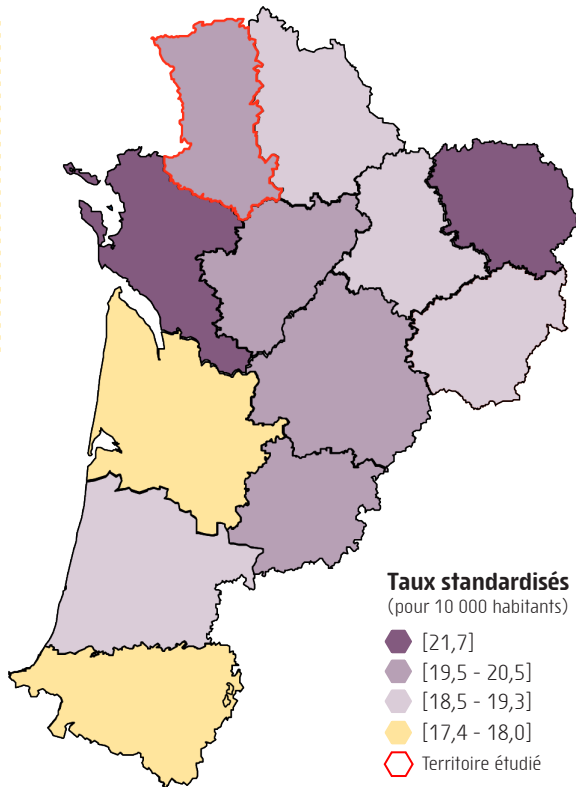 Taux standardisés
(pour 10 000 habitants)
[21,7]
[19,5 - 20,5]
[18,5 - 19,3]
[17,4 - 18,0]
Territoire étudié